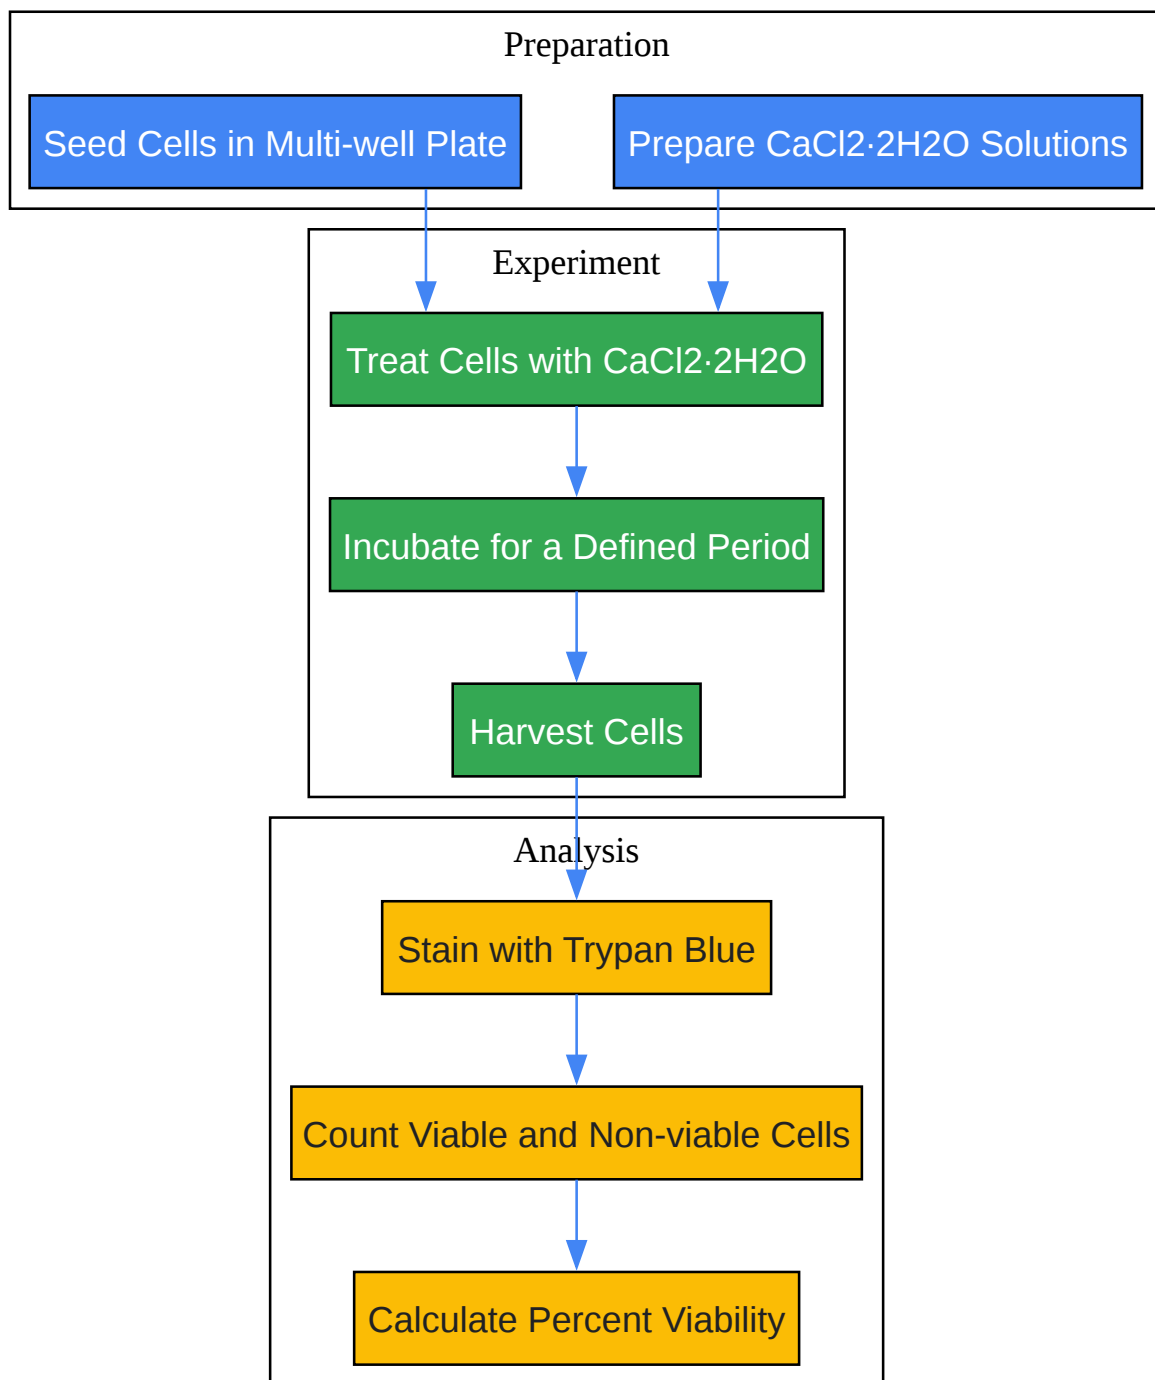 Preparation
Seed Cells in Multi-well Plate
Prepare CaCl2·2H2O Solutions
Experiment
Treat Cells with CaCl2·2H2O
Incubate for a Defined Period
Harvest Cells
Analysis
Stain with Trypan Blue
Count Viable and Non-viable Cells
Calculate Percent Viability